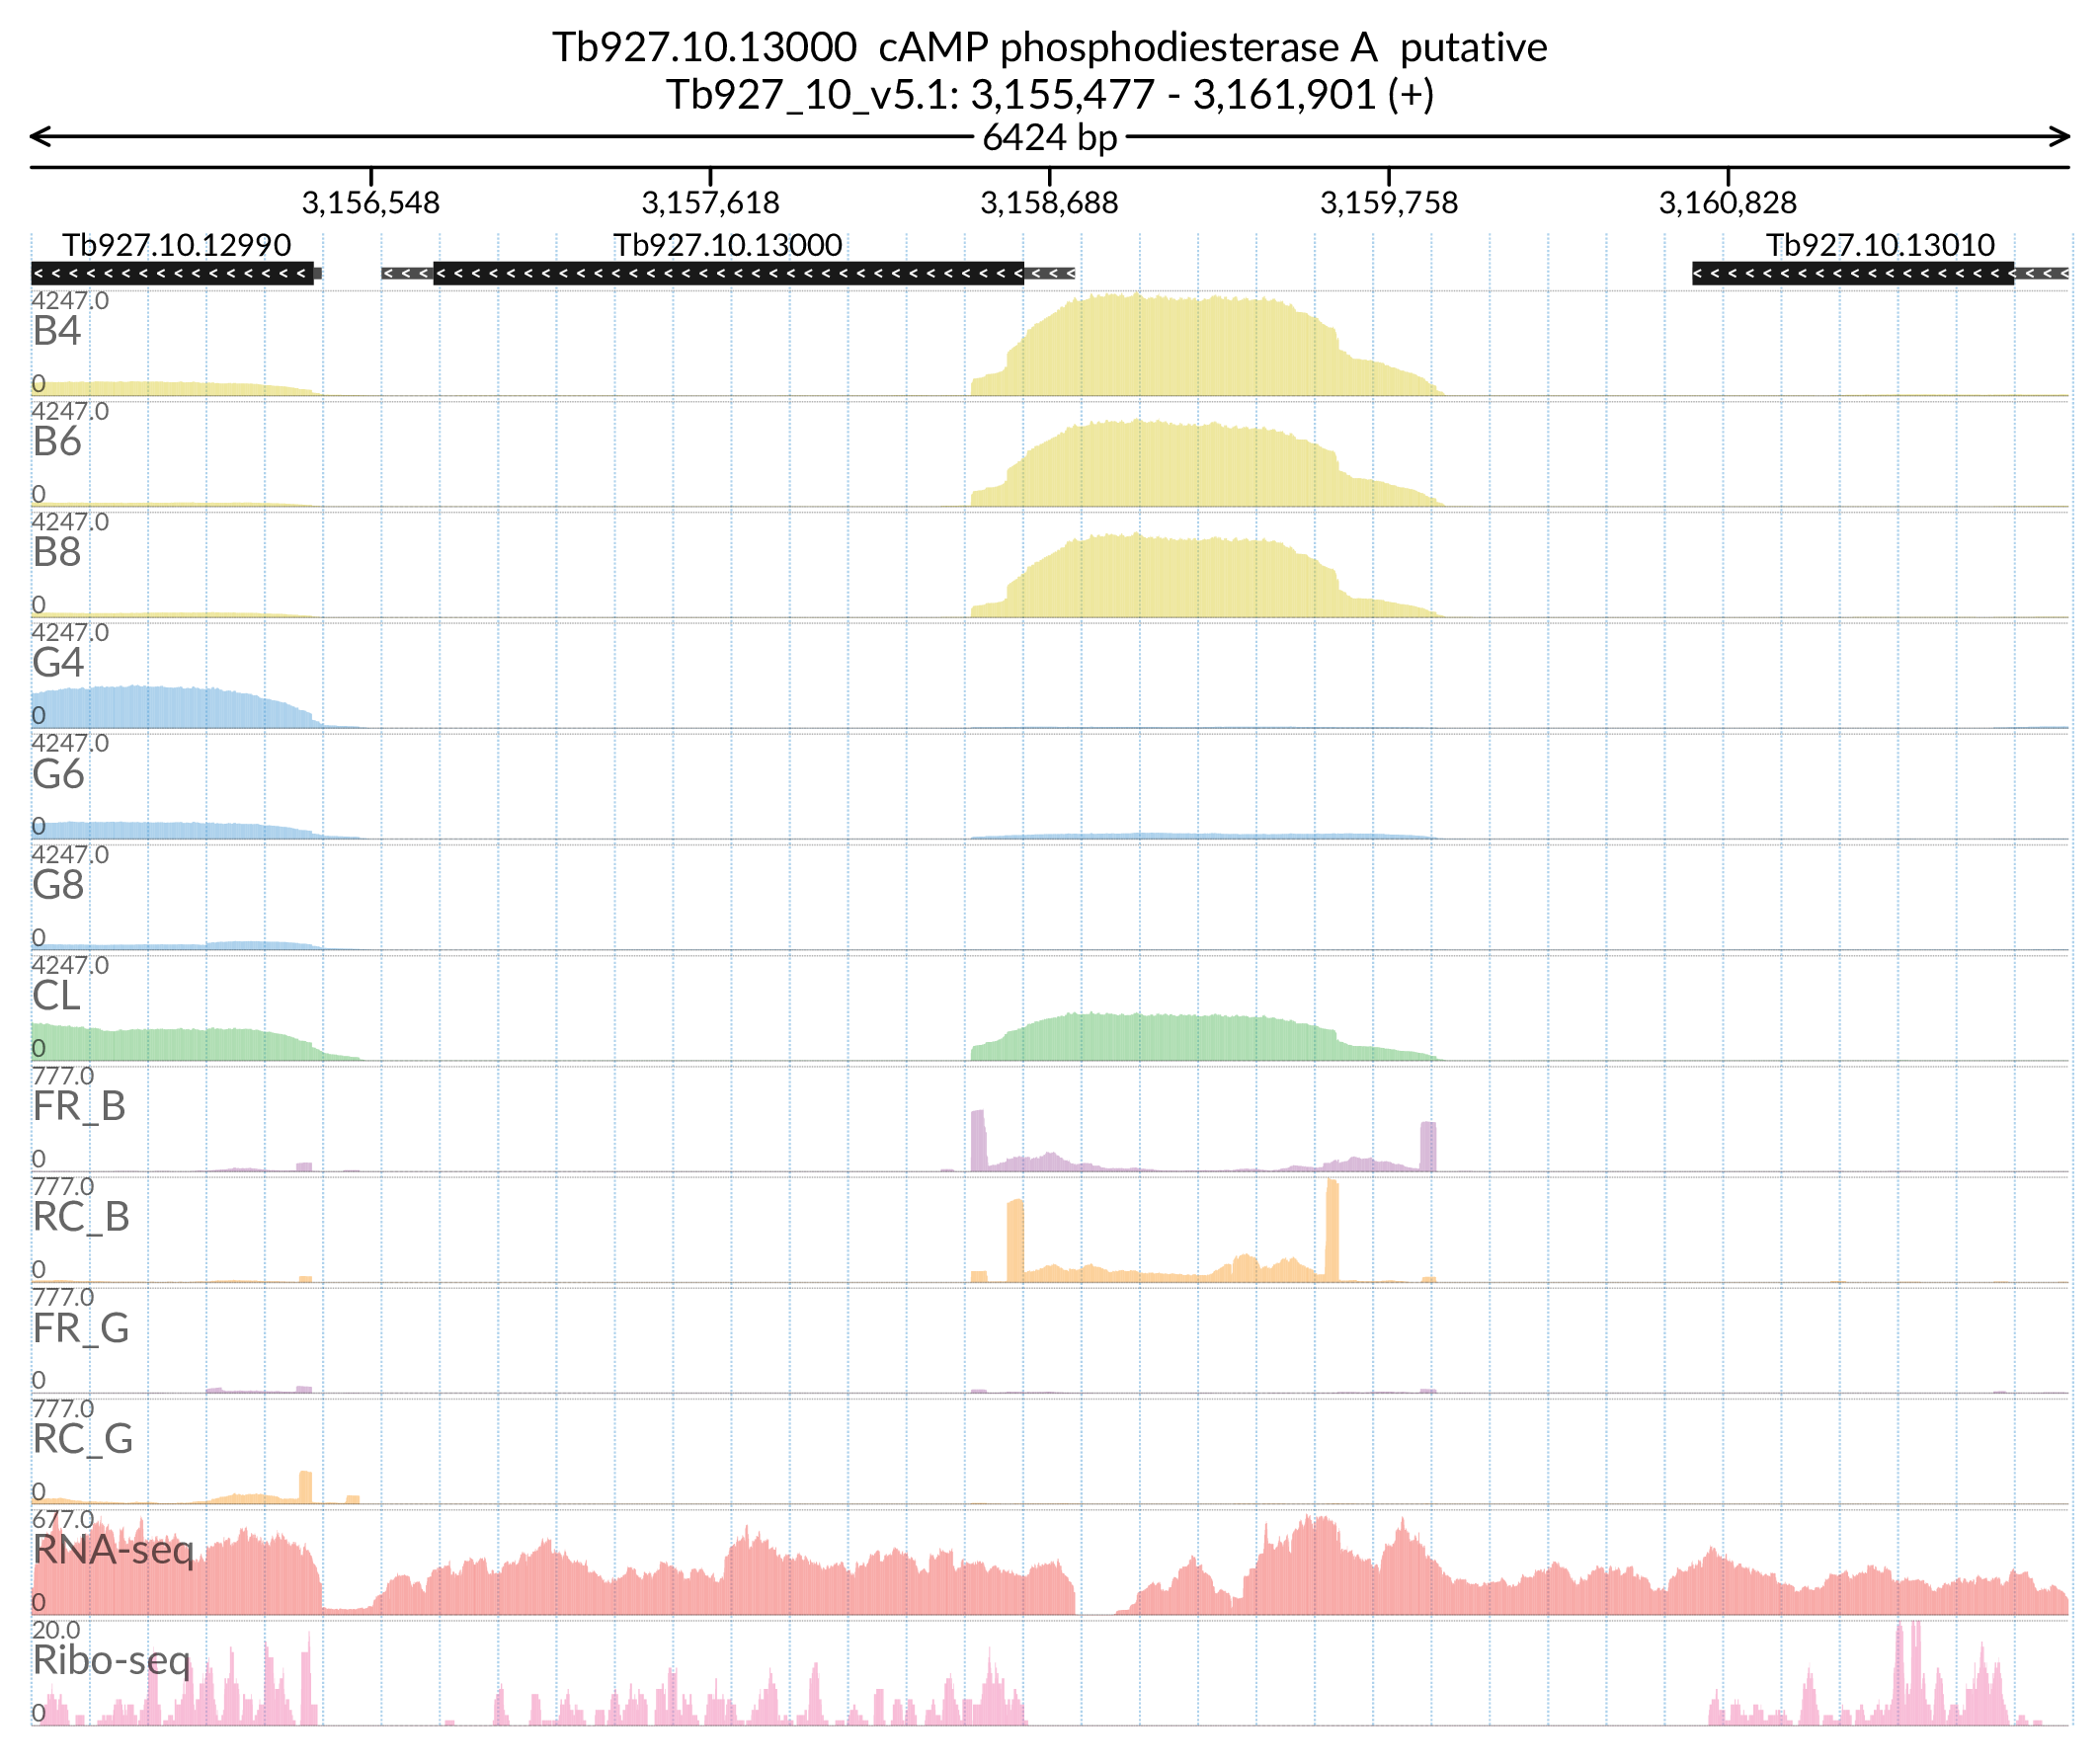 Tb927.10.13000 cAMP phosphodiesterase A putative
Tb927_10_v5.1: 3,155,477 - 3,161,901 (+)
6424 bp
3,156,548 3,157,618 3,158,688 3,159,758 3,160,828
Tb927.10.12990 Tb927.10.13000 Tb927.10.13010
4247.0
B4
0
4247.0
B6
0
4247.0
B8
0
4247.0
G4
0
4247.0
G6
0
4247.0
G8
0
4247.0
CL
0
777.0
FR_B
0
777.0
RC_B
0
777.0
FR_G
0
777.0
RC_G
0
677.0
RNA-seq
0
20.0
Ribo-seq
0